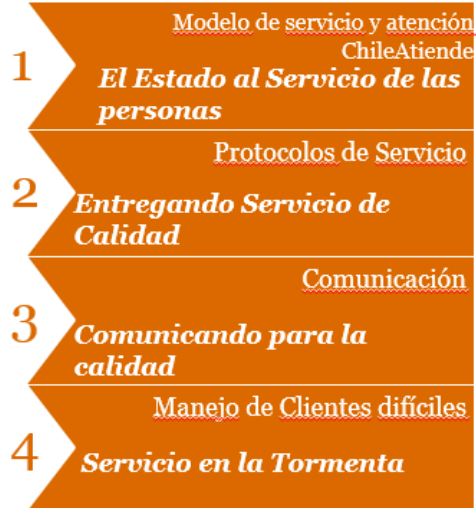 Modelo de servicio y atención
ChileAtiende
1
El Estado al Servicio de las
personas
Protocolos de Servicio
2
Entregando Servicio de
Calidad
Comunicación
3
Comunicando para la
calidad
Manejo de Clientes difíciles
4
Servicio en la Tormenta